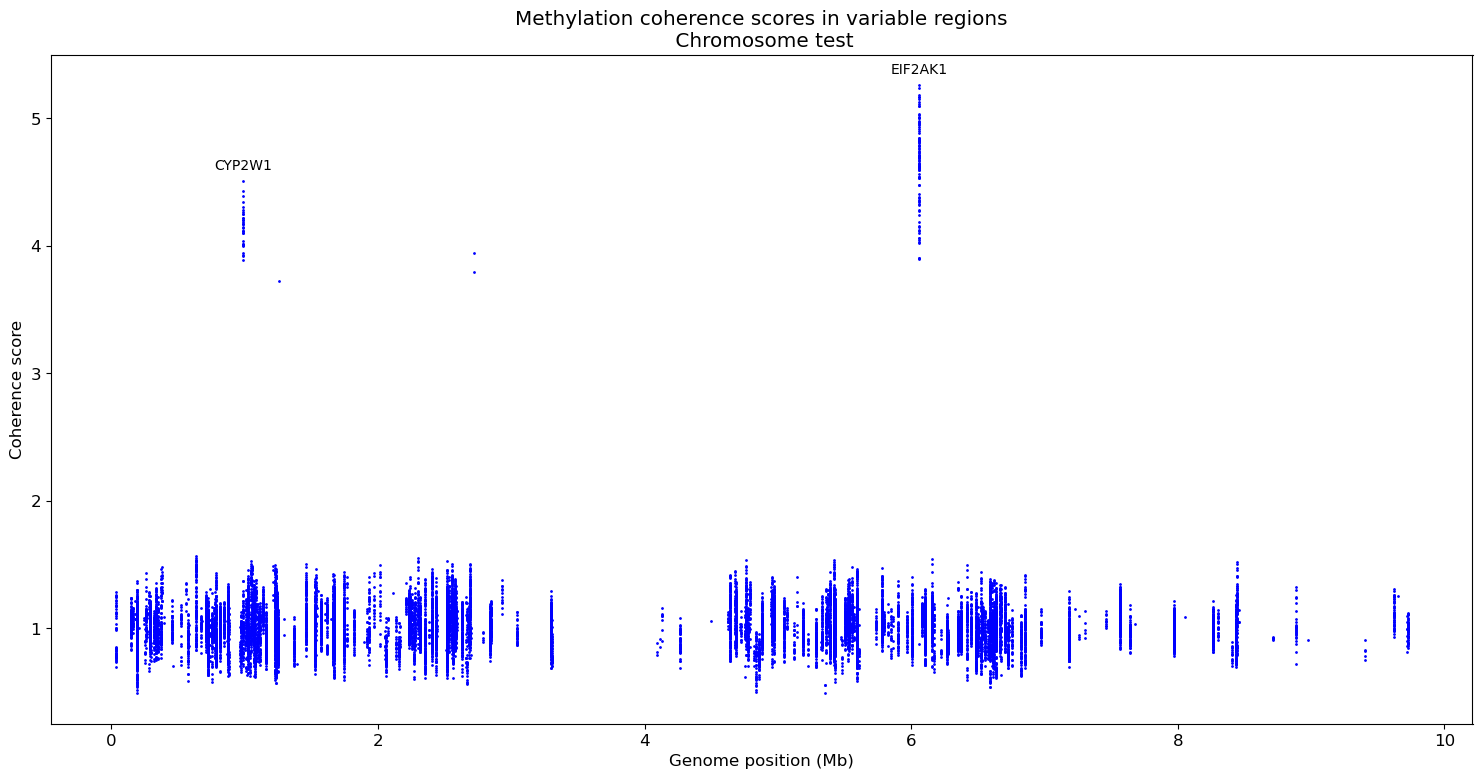 Methylation coherence scores in variable regions
Chromosome test
EIF2AK1
CYP2W1
5
4
3
2
1
Coherence score
0 2 4 6 8 10
Genome position (Mb)